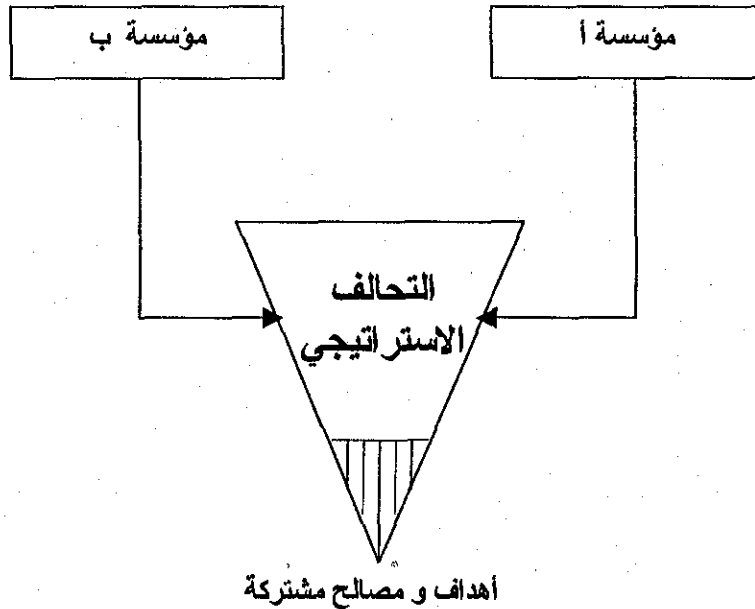 مؤسسة أ
مؤسسة ب
التحالف
الاستراتيجي
أهداف و مصالح مشتركة